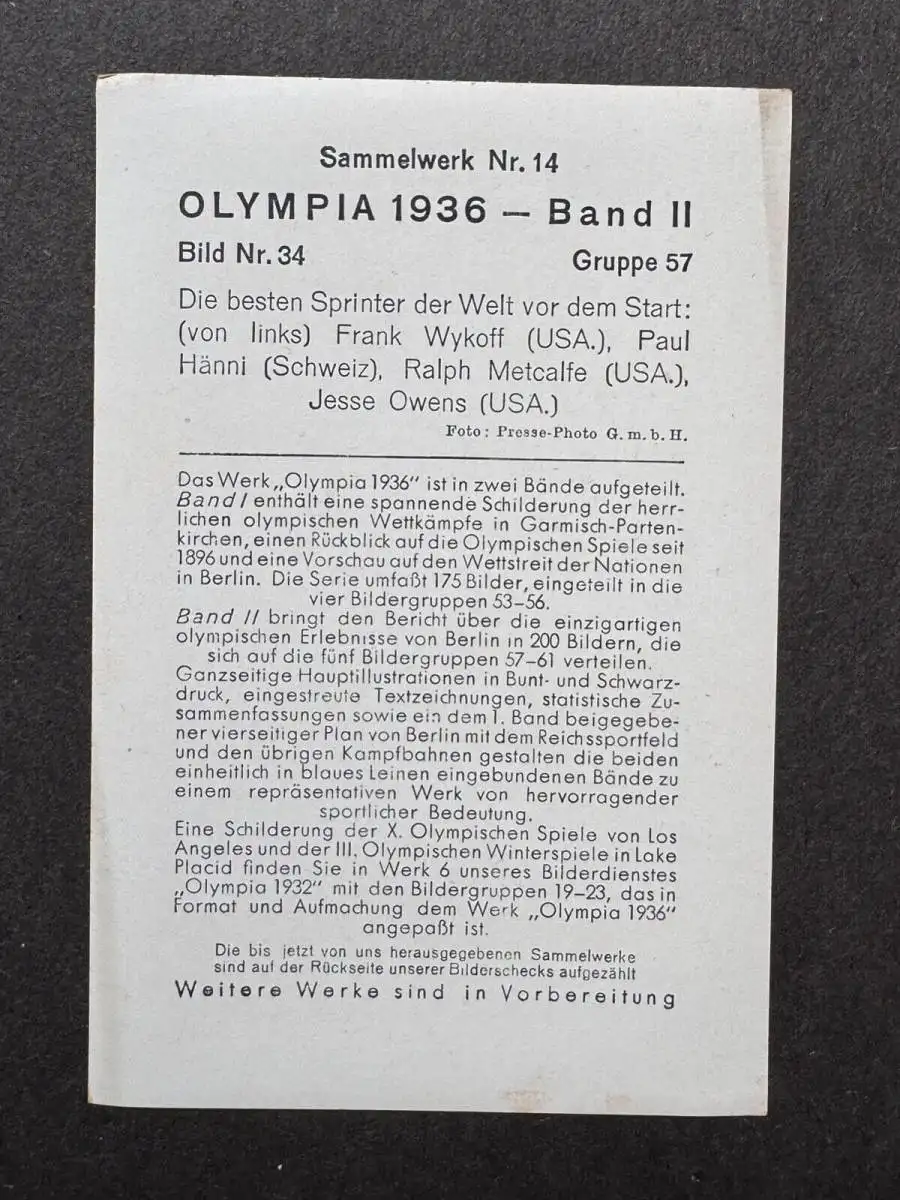 Sammelwerk Nr. 14
OLYMPIA 1936 — Band II
Bild Nr. 34 Gruppe 57
Die besten Sprinter der Welt vor dem Start:
(von links) Frank Wykoff (USA.), Paul
Hänni (Schweiz), Ralph Metcalfe (USA.),
Jesse Owens (USA.)
Foto: Presse-Photo G. m. b. H.
Das Werk „Olympia 1936“ ist in zwei Bände aufgeteilt.
Band I enthält eine spannende Schilderung der herr-
lichen olympischen Wettkämpfe in Garmisch-Parten-
kirchen, einen Rückblick auf die Olympischen Spiele seit
1896 und eine Vorschau auf den Wettstreit der Nationen
in Berlin. Die Serie umfaßt 175 Bilder, eingeteilt in die
vier Bildergruppen 53–56.
Band II bringt den Bericht über die einzigartigen
olympischen Erlebnisse von Berlin in 200 Bildern, die
sich auf die fünf Bildergruppen 57–61 verteilen.
Ganzseitige Hauptillustrationen in Bunt- und Schwarz-
druck, eingestreute Textzeichnungen, statistische Zu-
sammenfassungen sowie ein dem 1. Band beigegebe-
ner vierseitiger Plan von Berlin mit dem Reichssportfeld
und den übrigen Kampfbahnen gestalten die beiden
einheitlich in blaues Leinen eingebundenen Bände zu
einem repräsentativen Werk von hervorragender
sportlicher Bedeutung.
Eine Schilderung der X. Olympischen Spiele von Los
Angeles und der III. Olympischen Winterspiele in Lake
Placid finden Sie in Werk 6 unseres Bilderdienstes
„Olympia 1932“ mit den Bildergruppen 19–23, das in
Format und Aufmachung dem Werk „Olympia 1936“
angepaßt ist.
Die bis jetzt von uns herausgegebenen Sammelwerke
sind auf der Rückseite unserer Bilderschecks aufgezählt
Weitere Werke sind in Vorbereitung